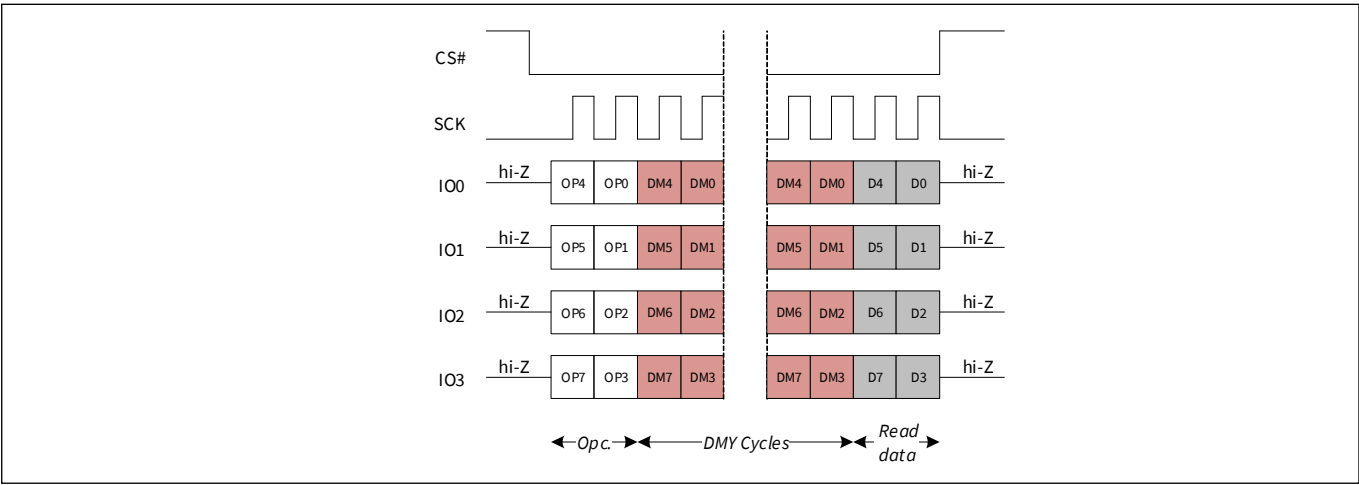 CS#
SCK
IO0 hi-Z OP4 OP0 DM4 DM0 DM4 DM0 D4 D0 hi-Z
IO1 hi-Z OP5 OP1 DM5 DM1 DM5 DM1 D5 D1 hi-Z
IO2 hi-Z OP6 OP2 DM6 DM2 DM6 DM2 D6 D2 hi-Z
IO3 hi-Z OP7 OP3 DM7 DM3 DM7 DM3 D7 D3 hi-Z
Opc. DMY Cycles Read
data